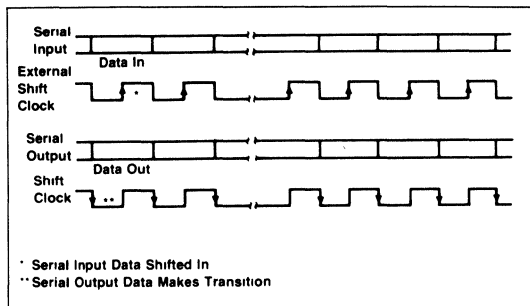 Serial
Input
Data In
External
Shift
Clock
*
Serial
Output
Data Out
Shift
Clock
**
* Serial Input Data Shifted In
** Serial Output Data Makes Transition